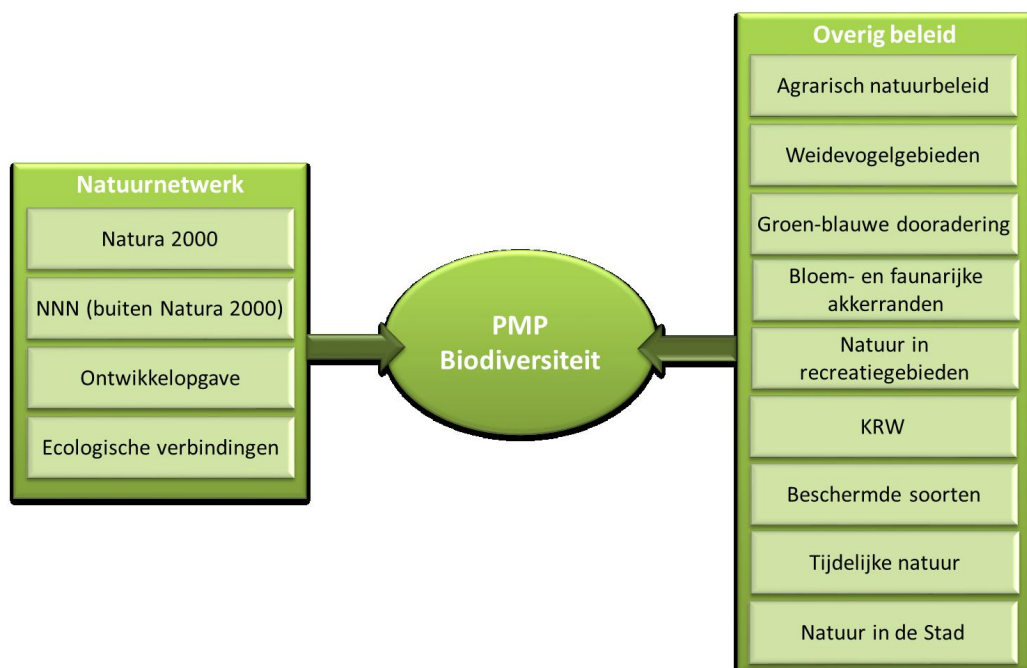 Natuurnetwerk
Natura 2000
NNN (buiten Natura 2000)
Ontwikkelopgave
Ecologische verbindingen
PMP
Biodiversiteit
Overig beleid
Agrarisch natuurbeleid
Weidevogelgebieden
Groen-blauwe dooradering
Bloem- en faunarijke
akkerranden
Natuur in
recreatiegebieden
KRW
Beschermde soorten
Tijdelijke natuur
Natuur in de Stad